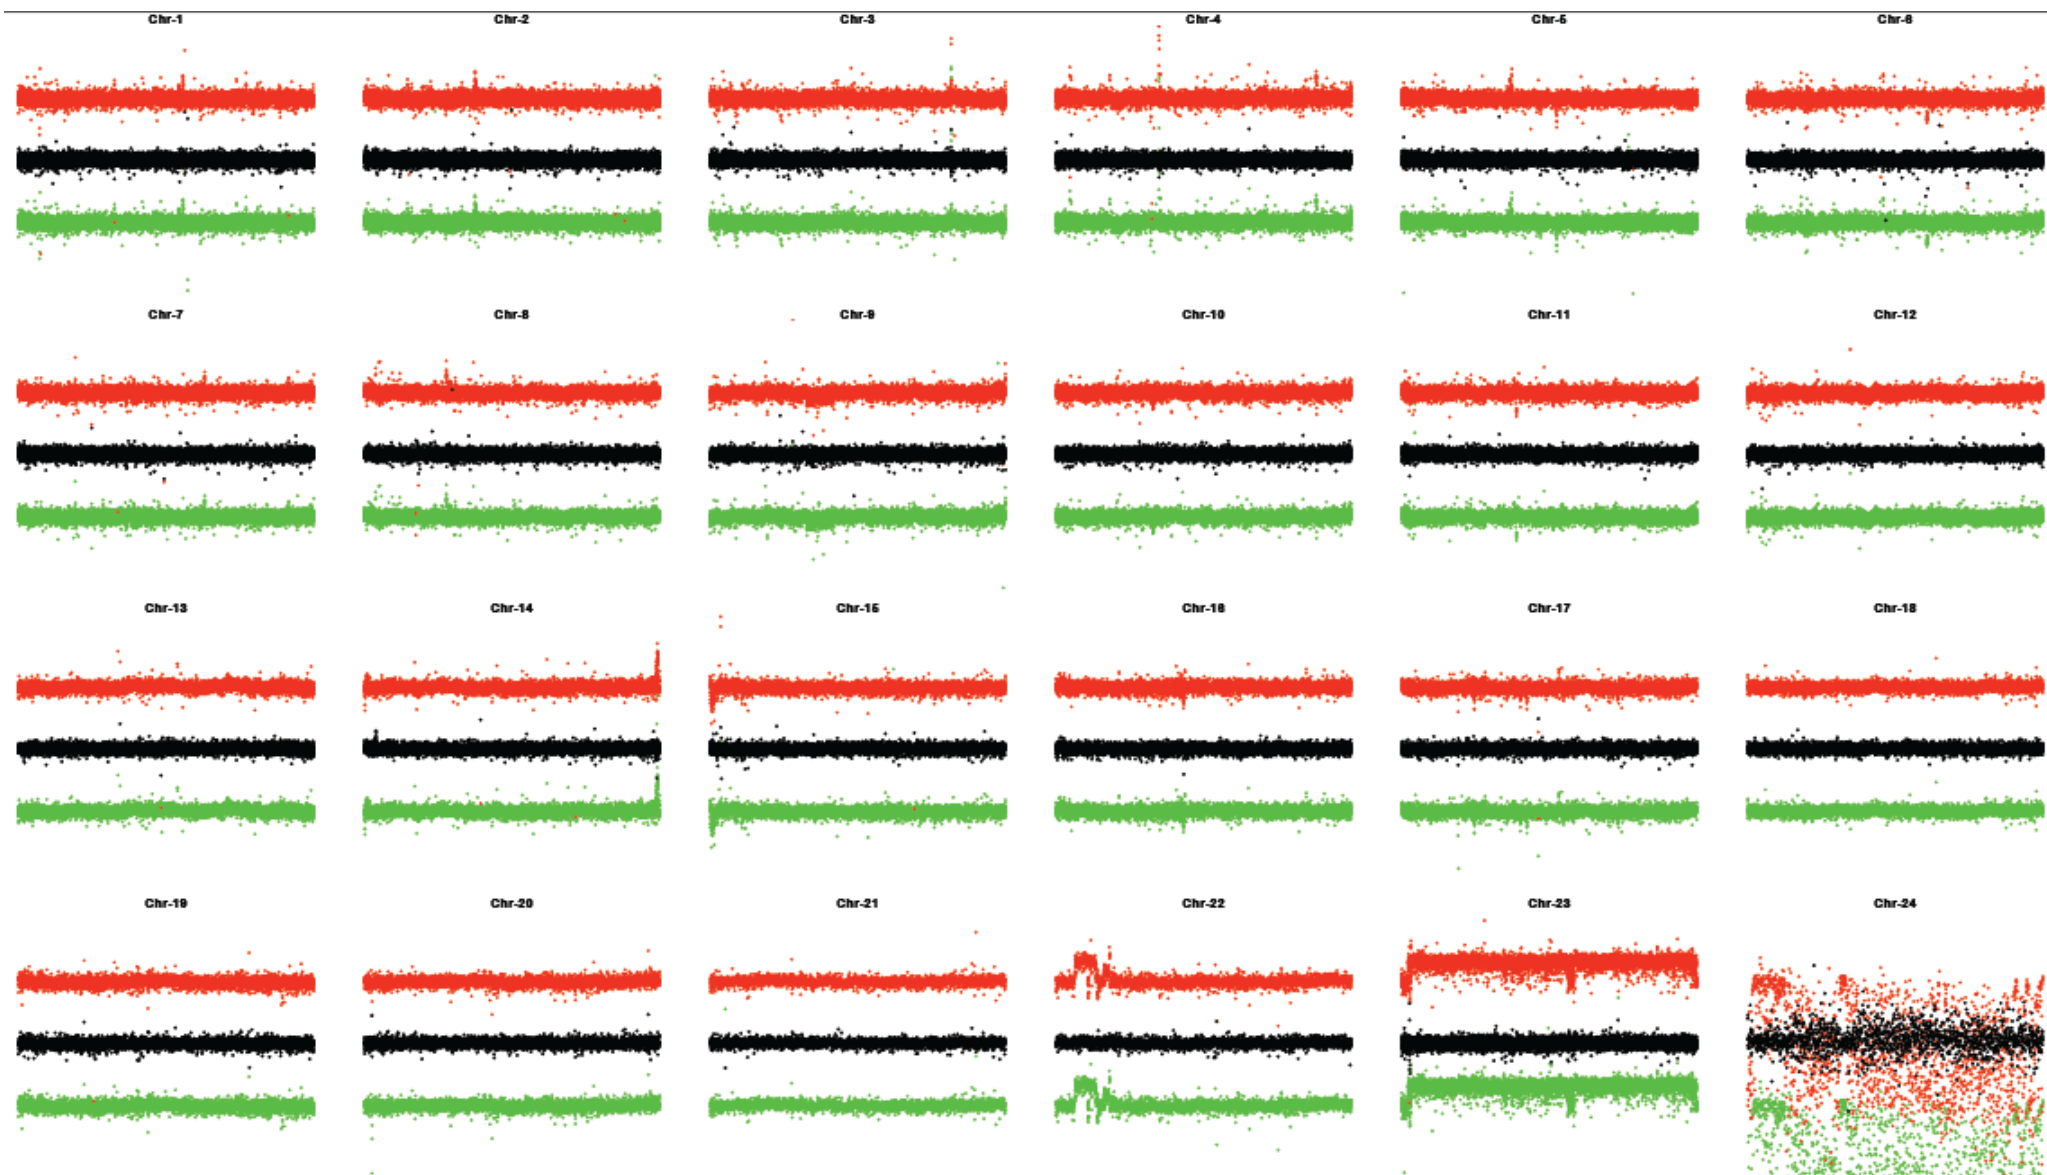 Chr-1 Chr-2 Chr-3 Chr-4 Chr-5 Chr-6
Chr-7 Chr-8 Chr-9 Chr-10 Chr-11 Chr-12
Chr-13 Chr-14 Chr-15 Chr-16 Chr-17 Chr-18
Chr-19 Chr-20 Chr-21 Chr-22 Chr-23 Chr-24